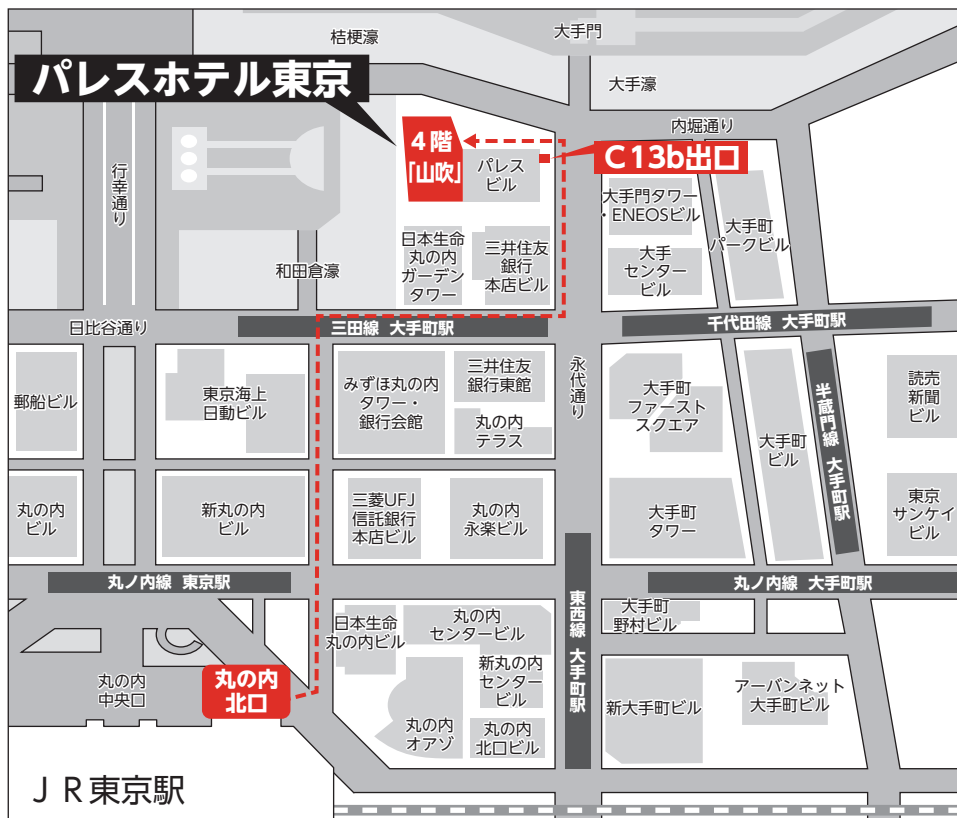 桔梗濠
大手門
パレスホテル東京
大手濠
内堀通り
4階
「山吹」
パレス
ビル
C13b出口
行幸通り
大手門タワー
・ENEOSビル
大手町
パークビル
日本生命
丸の内
ガーデン
タワー
三井住友
銀行
本店ビル
大手
センター
ビル
和田倉濠
日比谷通り
三田線 大手町駅
千代田線 大手町駅
郵船ビル
東京海上
日動ビル
みずほ丸の内
タワー・
銀行会館
三井住友
銀行東館
丸の内
テラス
永代通り
大手町
ファースト
スクエア
大手町
ビル
半蔵門線 大手町駅
読売
新聞
ビル
丸の内
ビル
新丸の内
ビル
三菱UFJ
信託銀行
本店ビル
丸の内
永楽ビル
大手町
タワー
東京
サンケイ
ビル
丸ノ内線 東京駅
東西線 大手町駅
丸ノ内線 大手町駅
日本生命
丸の内ビル
丸の内
センタービル
大手町
野村ビル
丸の内
中央口
丸の内
北口
新丸の内
センター
ビル
丸の内
オアゾ
丸の内
北口ビル
新大手町ビル
アーバンネット
大手町ビル
JR東京駅